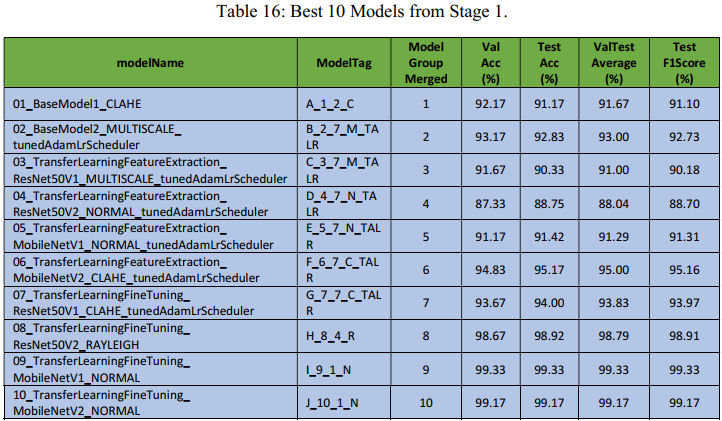 Table 16: Best 10 Models from Stage 1.
modelName ModelTag Model Group Merged Val Acc (%) Test Acc (%) ValTest Average (%) Test F1Score (%)
01_BaseModel1_CLAHE A_1_2_C 1 92.17 91.17 91.67 91.10
02_BaseModel2_MULTISCALE_
tunedAdamLrScheduler B_2_7_M_TA
LR 2 93.17 92.83 93.00 92.73
03_TransferLearningFeatureExtraction_
ResNet50V1_MULTISCALE_tunedAdamLrScheduler C_3_7_M_TA
LR 3 91.67 90.33 91.00 90.18
04_TransferLearningFeatureExtraction_
ResNet50V2_NORMAL_tunedAdamLrScheduler D_4_7_N_TA
LR 4 87.33 88.75 88.04 88.70
05_TransferLearningFeatureExtraction_
MobileNetV1_NORMAL_tunedAdamLrScheduler E_5_7_N_TAL
R 5 91.17 91.42 91.29 91.31
06_TransferLearningFeatureExtraction_
MobileNetV2_CLAHE_tunedAdamLrScheduler F_6_7_C_TAL
R 6 94.83 95.17 95.00 95.16
07_TransferLearningFineTuning_
ResNet50V1_CLAHE_tunedAdamLrScheduler G_7_7_C_TAL
R 7 93.67 94.00 93.83 93.97
08_TransferLearningFineTuning_
ResNet50V2_RAYLEIGH H_8_4_R 8 98.67 98.92 98.79 98.91
09_TransferLearningFineTuning_
MobileNetV1_NORMAL I_9_1_N 9 99.33 99.33 99.33 99.33
10_TransferLearningFineTuning_
MobileNetV2_NORMAL J_10_1_N 10 99.17 99.17 99.17 99.17